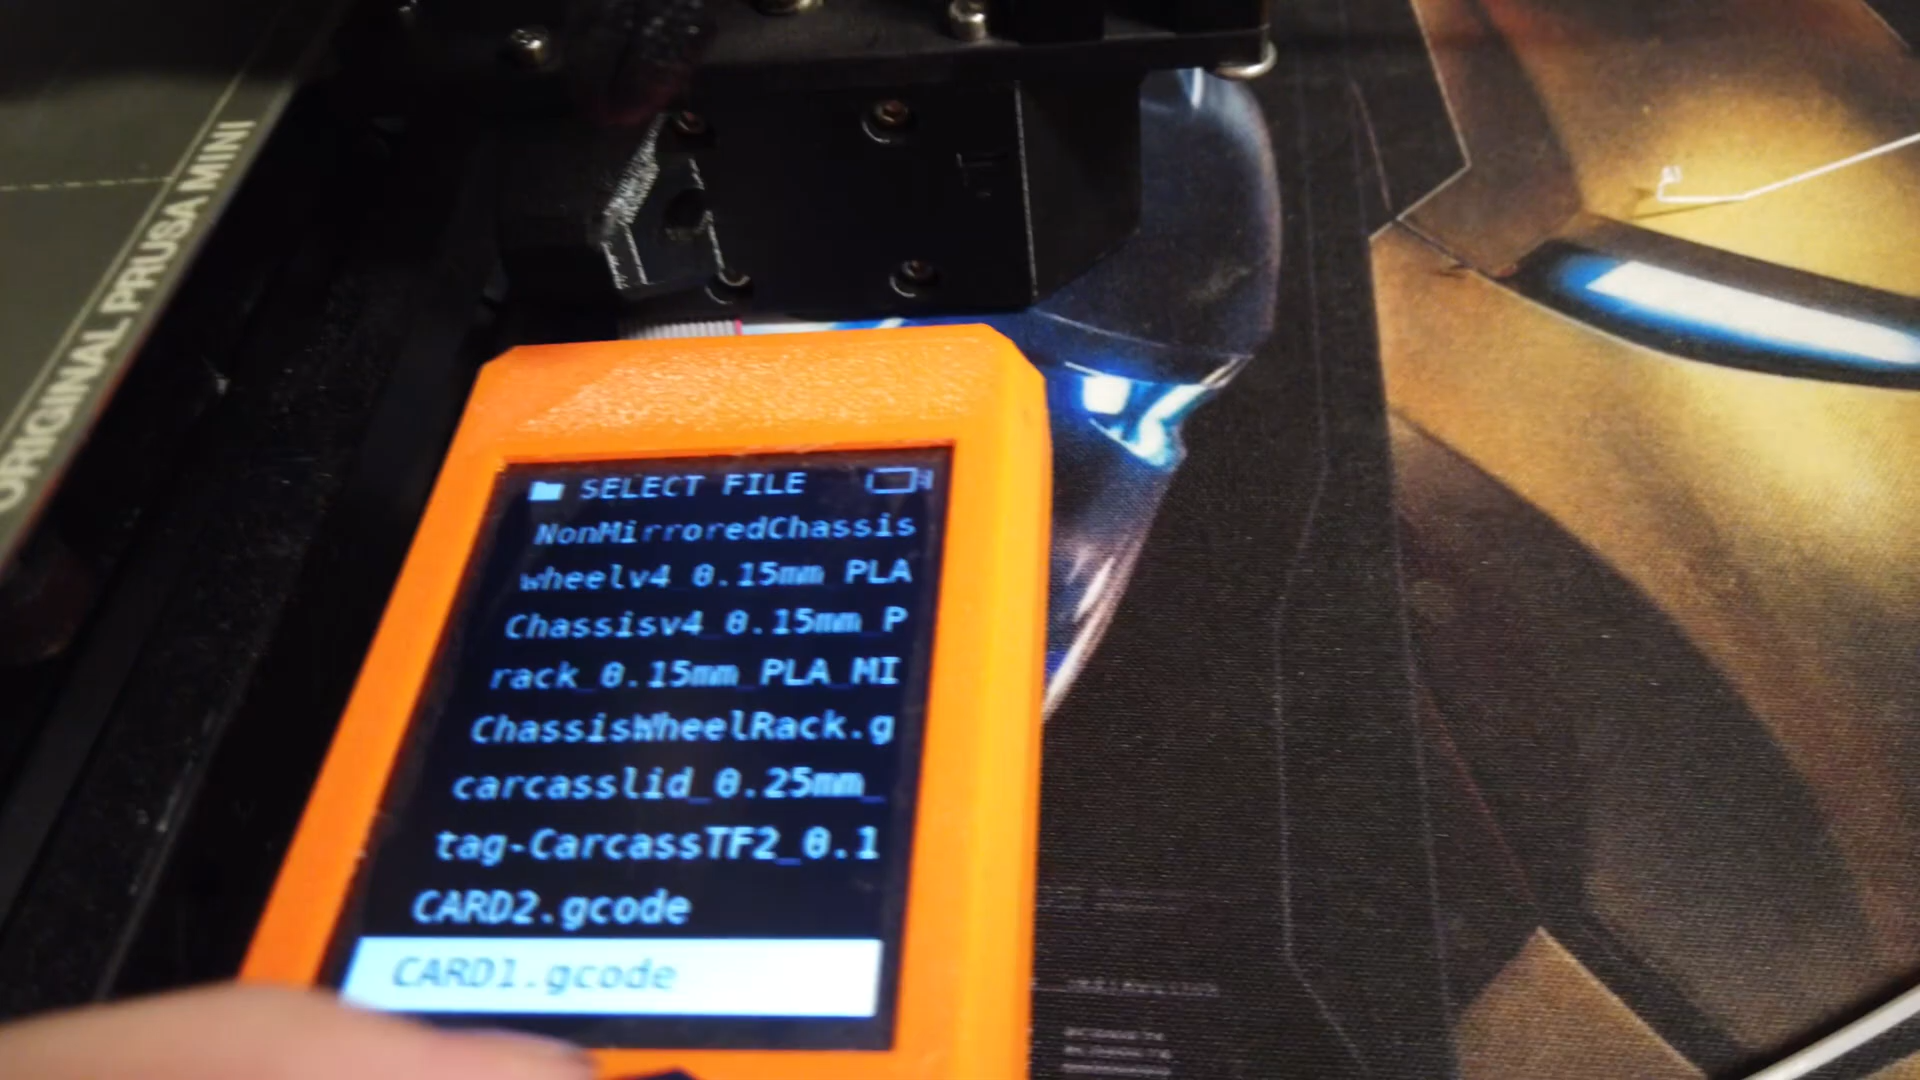 ORIGINAL PRUSA MINI
SELECT FILE
NonMirroredChassis
wheelv4_0.15mm_PLA
Chassisv4_0.15mm_P
rack_0.15mm_PLA_MI
ChassisWheelRack.g
carcasslid_0.25mm_
tag-CarcassTF2_0.1
CARD2.gcode
CARD1.gcode